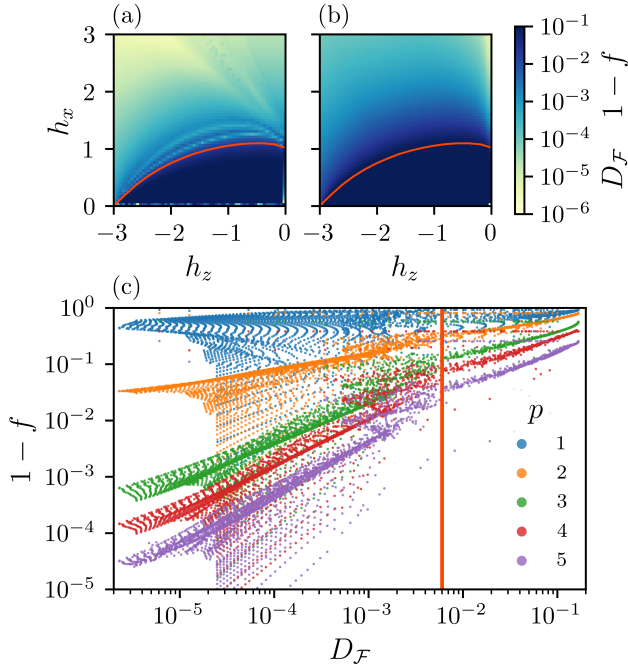 (a) (b)
3
2
1
0
h_x
−3 −2 −1 0
h_z
−3 −2 −1 0
h_z
10^{-1}
10^{-2}
10^{-3}
10^{-4}
10^{-5}
10^{-6}
D_ℱ 1 − f
(c)
10^0
10^{-1}
10^{-2}
10^{-3}
10^{-4}
10^{-5}
1 − f
p
1
2
3
4
5
10^{-5} 10^{-4} 10^{-3} 10^{-2} 10^{-1}
D_ℱ